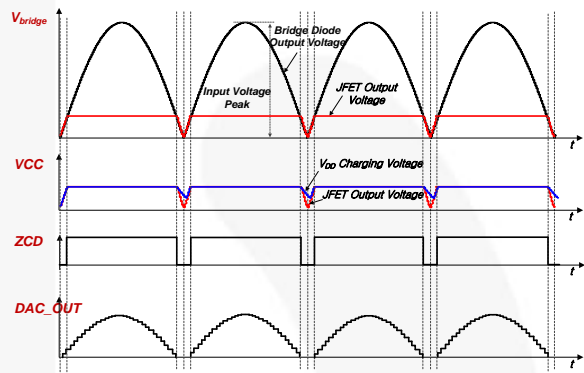 Vbridge
Bridge Diode
Output Voltage
Input Voltage
Peak
JFET Output
Voltage
t
VCC
VDD Charging Voltage
JFET Output Voltage
t
ZCD
t
DAC_OUT
t